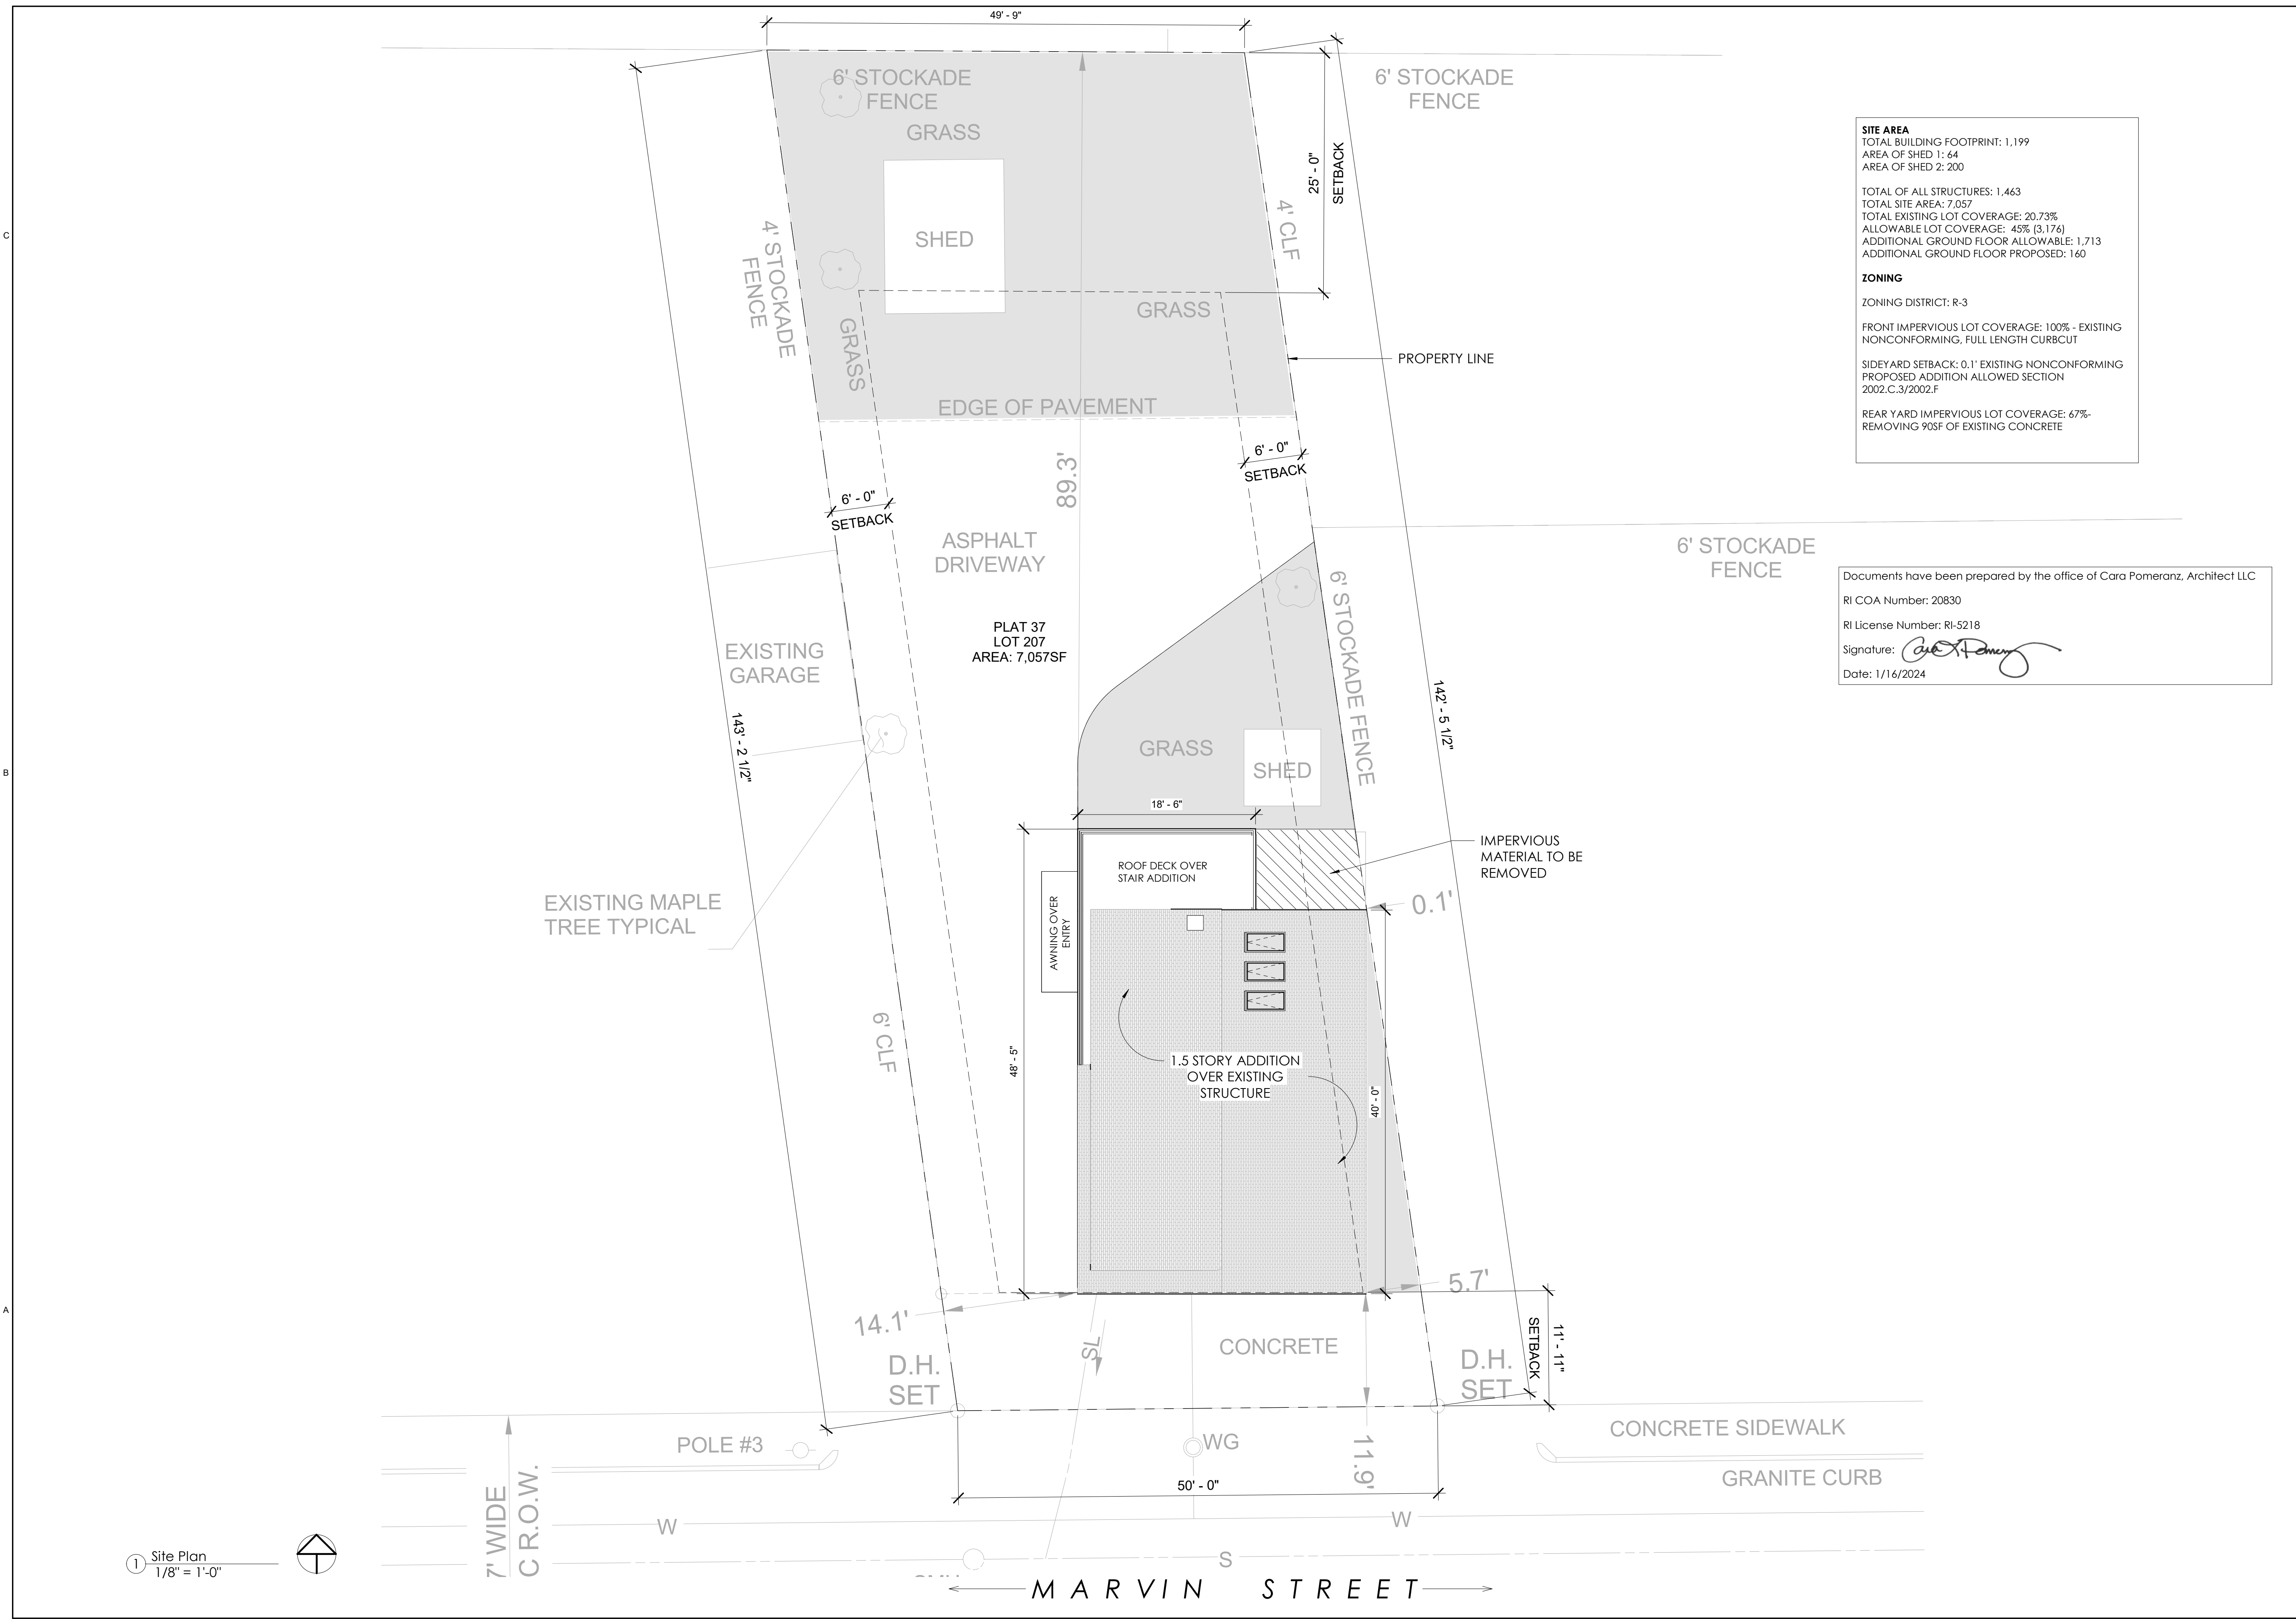 49' - 9"
6' STOCKADE
FENCE
GRASS
SHED
4' STOCKADE
FENCE
GRASS
GRASS
4' CLF
25' - 0"
SETBACK
6' STOCKADE
FENCE
PROPERTY LINE
EDGE OF PAVEMENT
89.3'
6' - 0"
SETBACK
6' - 0"
SETBACK
ASPHALT
DRIVEWAY
PLAT 37
LOT 207
AREA: 7,057SF
EXISTING
GARAGE
143' - 2 1/2"
142' - 5 1/2"
6' STOCKADE
FENCE
6' STOCKADE FENCE
GRASS
SHED
18' - 6"
ROOF DECK OVER
STAIR ADDITION
IMPERVIOUS
MATERIAL TO BE
REMOVED
EXISTING MAPLE
TREE TYPICAL
AWNING OVER
ENTRY
0.1'
6' CLF
48' - 5"
1.5 STORY ADDITION
OVER EXISTING
STRUCTURE
40' - 0"
14.1'
5.7'
D.H.
SET
SL
CONCRETE
D.H.
SET
SETBACK
11' - 11"
POLE #3
WG
11.9'
CONCRETE SIDEWALK
GRANITE CURB
50' - 0"
7' WIDE
C R.O.W.
W
W
S
MARVIN STREET
1
Site Plan
1/8" = 1'-0"
SITE AREA
TOTAL BUILDING FOOTPRINT: 1,199
AREA OF SHED 1: 64
AREA OF SHED 2: 200
TOTAL OF ALL STRUCTURES: 1,463
TOTAL SITE AREA: 7,057
TOTAL EXISTING LOT COVERAGE: 20.73%
ALLOWABLE LOT COVERAGE: 45% (3,176)
ADDITIONAL GROUND FLOOR ALLOWABLE: 1,713
ADDITIONAL GROUND FLOOR PROPOSED: 160
ZONING
ZONING DISTRICT: R-3
FRONT IMPERVIOUS LOT COVERAGE: 100% - EXISTING
NONCONFORMING, FULL LENGTH CURBCUT
SIDEYARD SETBACK: 0.1' EXISTING NONCONFORMING
PROPOSED ADDITION ALLOWED SECTION
2002.C.3/2002.F
REAR YARD IMPERVIOUS LOT COVERAGE: 67%-
REMOVING 90SF OF EXISTING CONCRETE
Documents have been prepared by the office of Cara Pomeranz, Architect LLC
RI COA Number: 20830
RI License Number: RI-5218
Signature:
Date: 1/16/2024
C
B
A